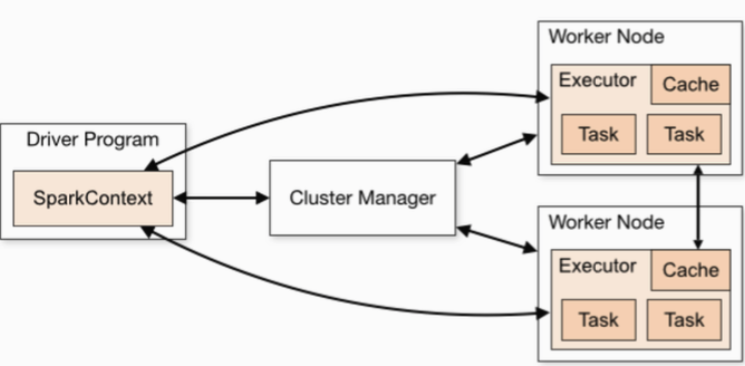 Driver Program
SparkContext
Cluster Manager
Worker Node
Executor
Cache
Task
Task
Worker Node
Executor
Cache
Task
Task